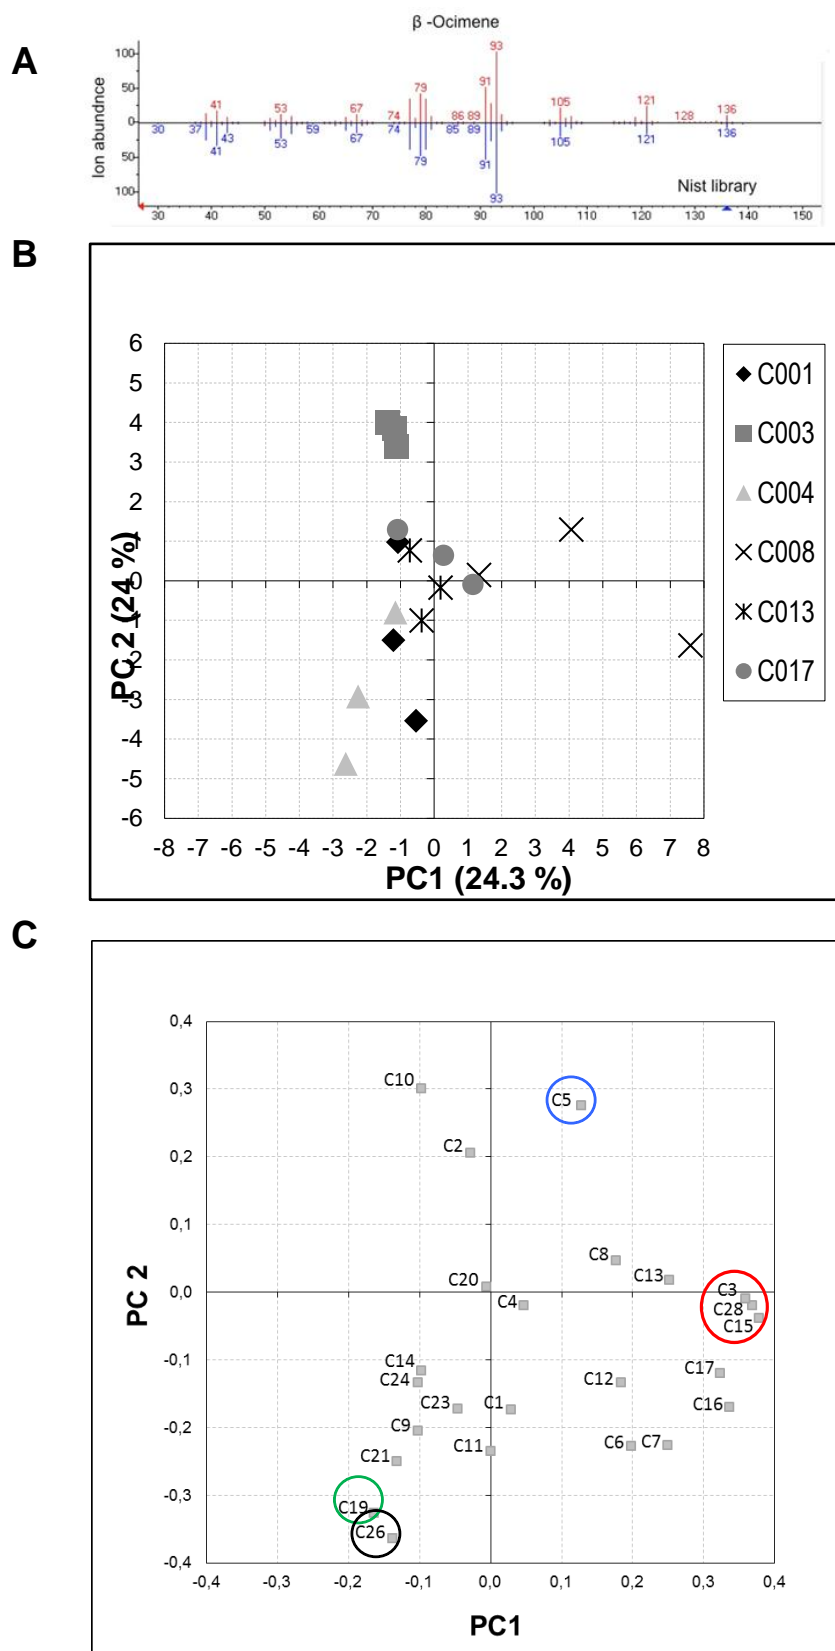 β -Ocimene
A
Ion abundnce
100
50
0
50
100
93
91
79
41 53 67 74 86 89 105 121 128 136
30 37 43 59 74 85 89
41 53 67 79 91 93 105 121 136
Nist library
30 40 50 60 70 80 90 100 110 120 130 140 150
B
PC 2 (24 %)
6
5
4
3
2
1
0
-1
-2
-3
-4
-5
-6
-8 -7 -6 -5 -4 -3 -2 -1 0 1 2 3 4 5 6 7 8
PC1 (24.3 %)
C001
C003
C004
C008
C013
C017
C
PC 2
0,4
0,3
0,2
0,1
0,0
-0,1
-0,2
-0,3
-0,4
C10
C5
C2
C8
C13
C20
C3
C4
C28
C15
C14
C24
C12
C17
C23
C1
C16
C9
C11
C6 C7
C21
C19
C26
-0,4 -0,3 -0,2 -0,1 0,0 0,1 0,2 0,3 0,4
PC1